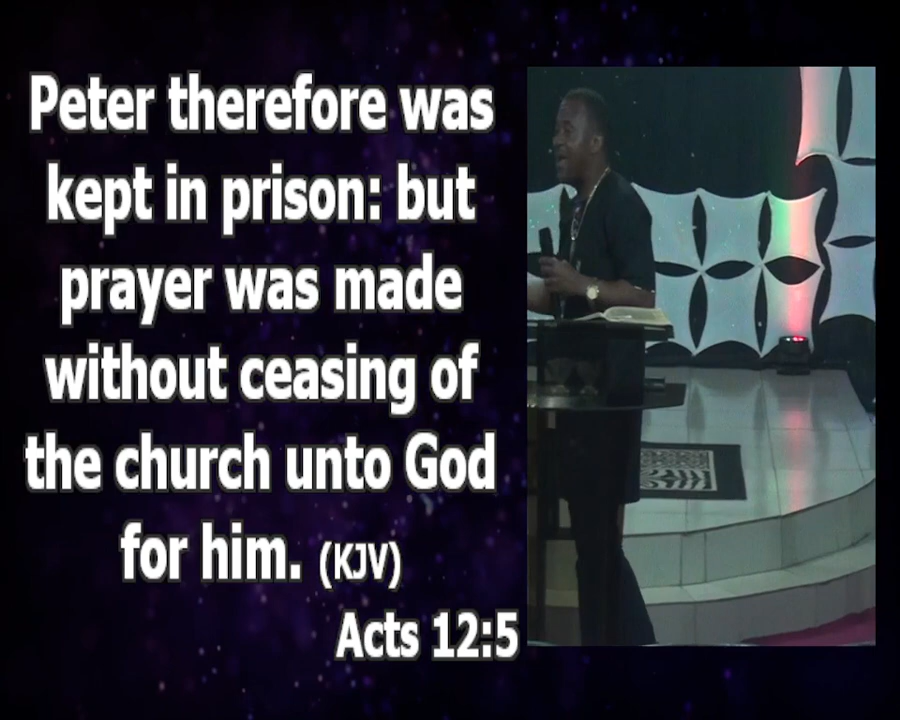 Peter therefore was
kept in prison: but
prayer was made
without ceasing of
the church unto God
for him. (KJV)
Acts 12:5